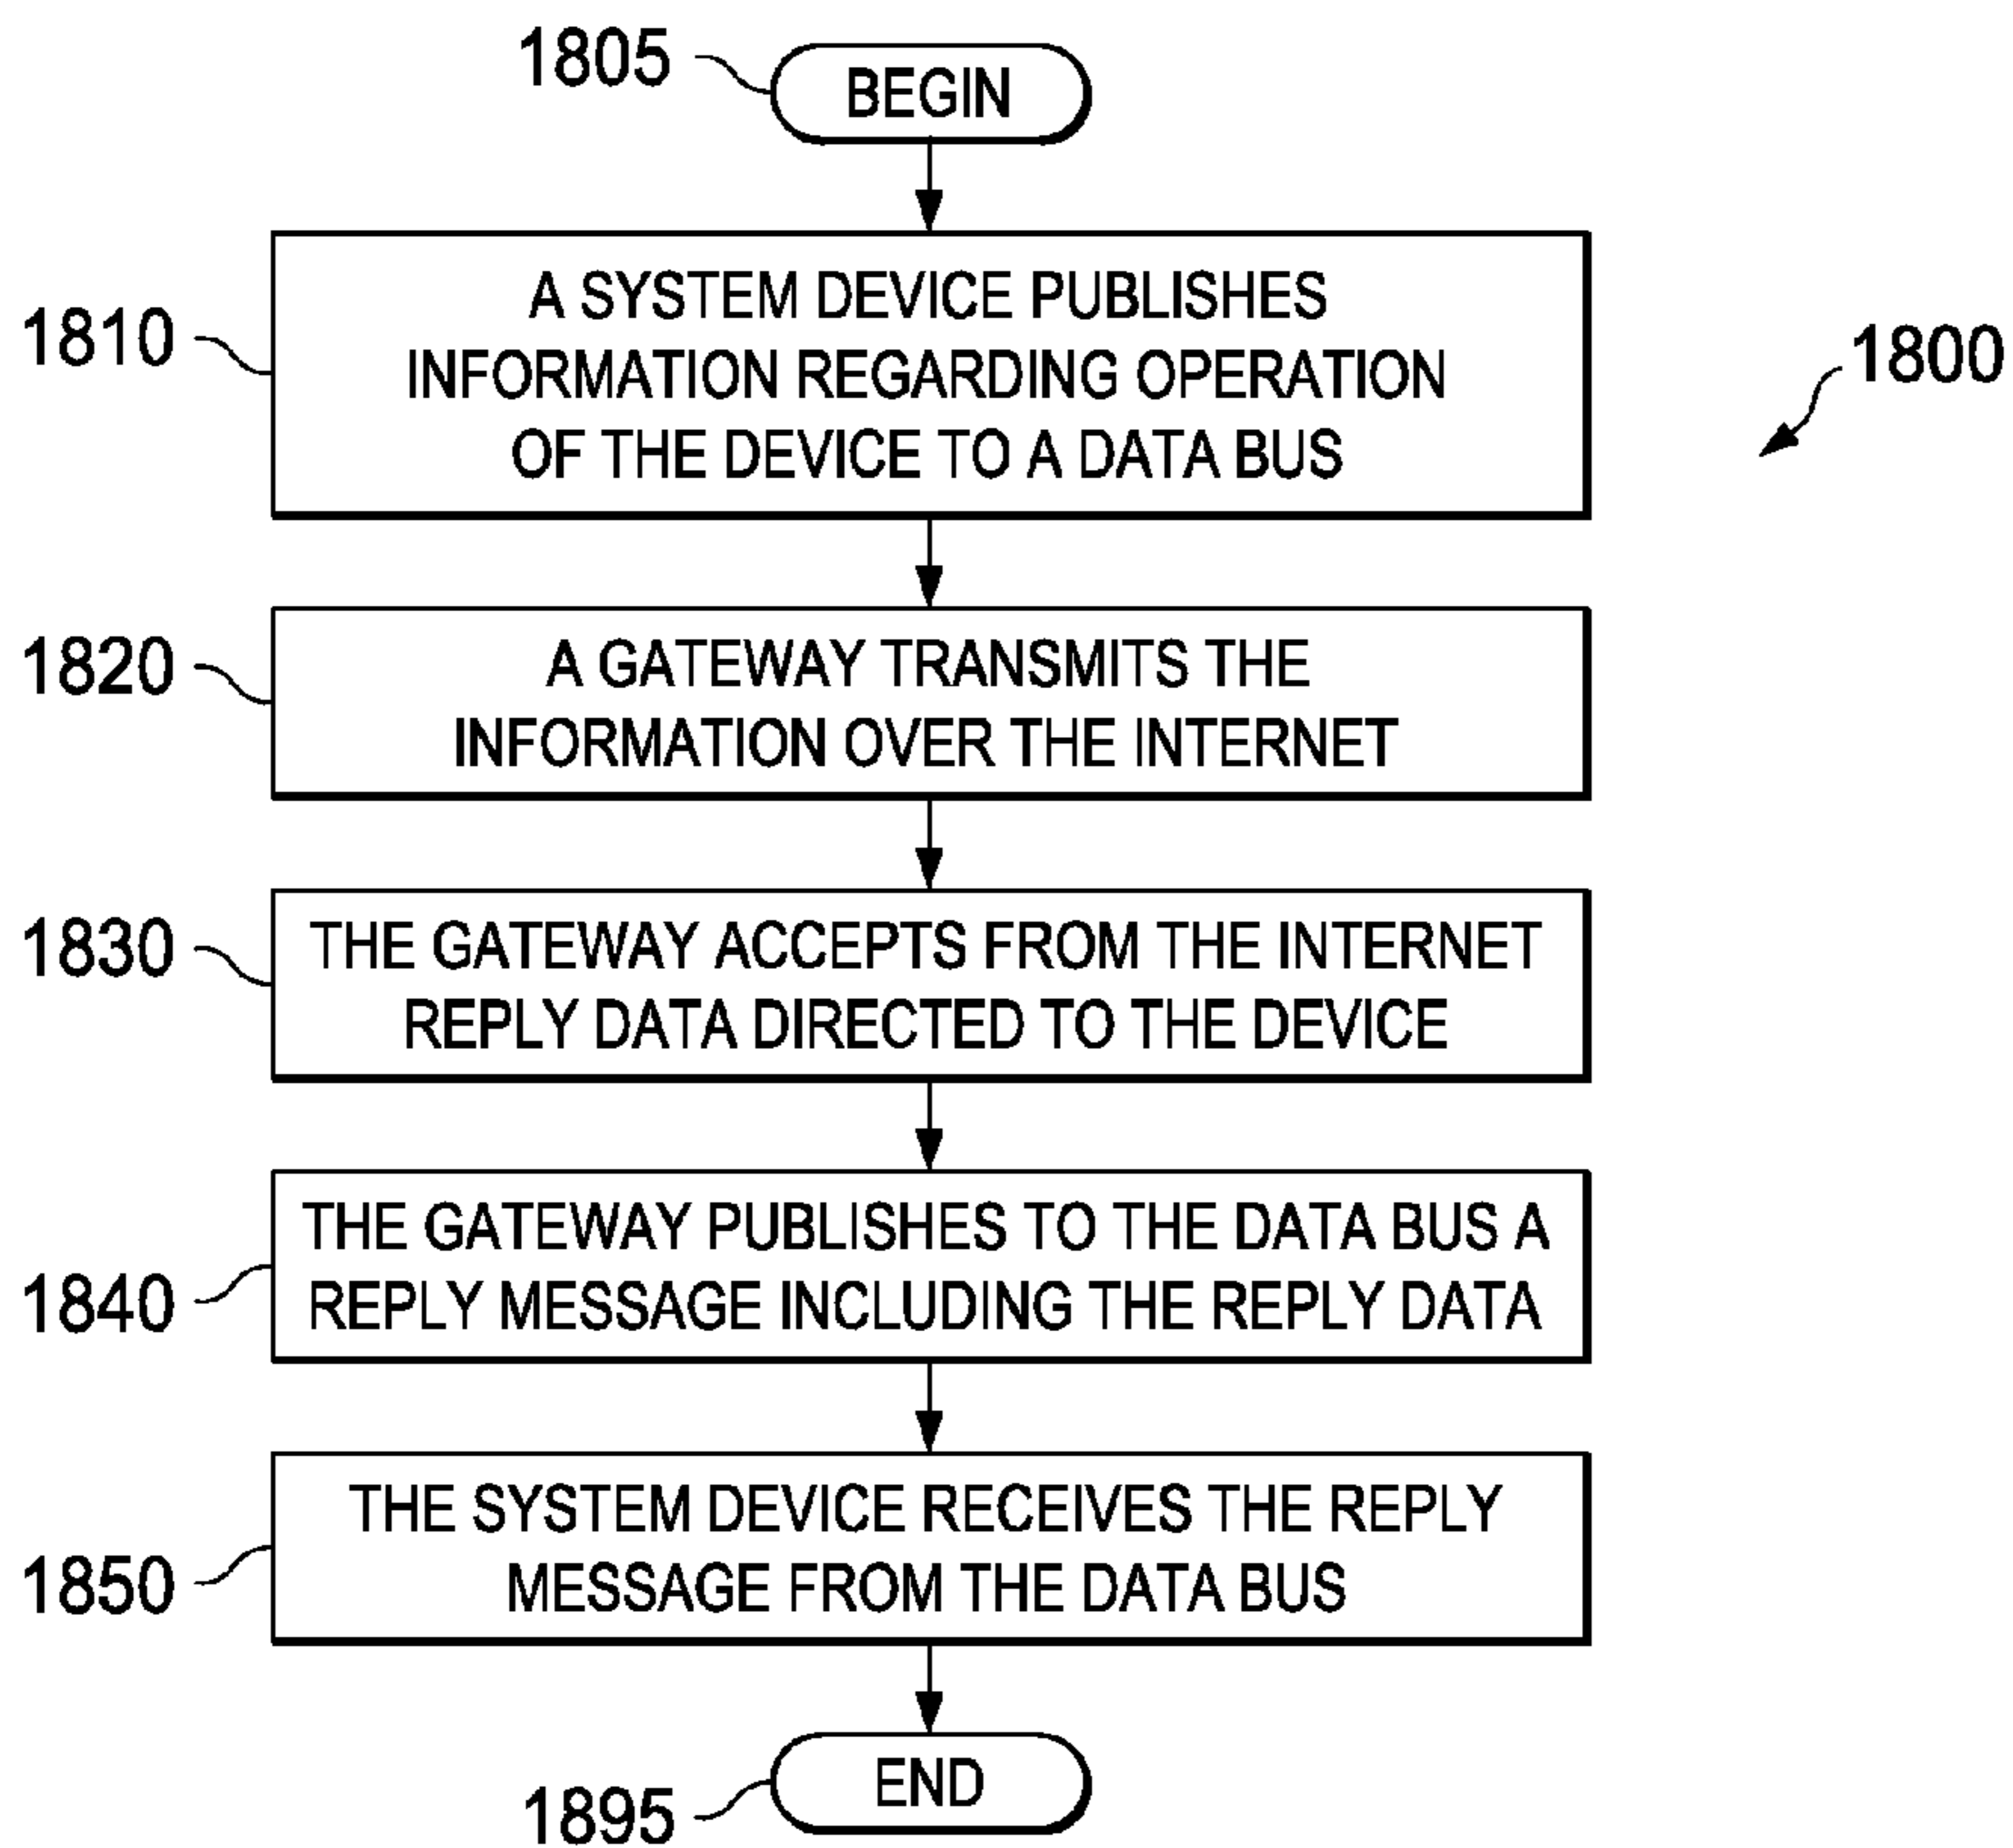 1805
BEGIN
1810
A SYSTEM DEVICE PUBLISHES
INFORMATION REGARDING OPERATION
OF THE DEVICE TO A DATA BUS
1800
1820
A GATEWAY TRANSMITS THE
INFORMATION OVER THE INTERNET
1830
THE GATEWAY ACCEPTS FROM THE INTERNET
REPLY DATA DIRECTED TO THE DEVICE
1840
THE GATEWAY PUBLISHES TO THE DATA BUS A
REPLY MESSAGE INCLUDING THE REPLY DATA
1850
THE SYSTEM DEVICE RECEIVES THE REPLY
MESSAGE FROM THE DATA BUS
1895
END